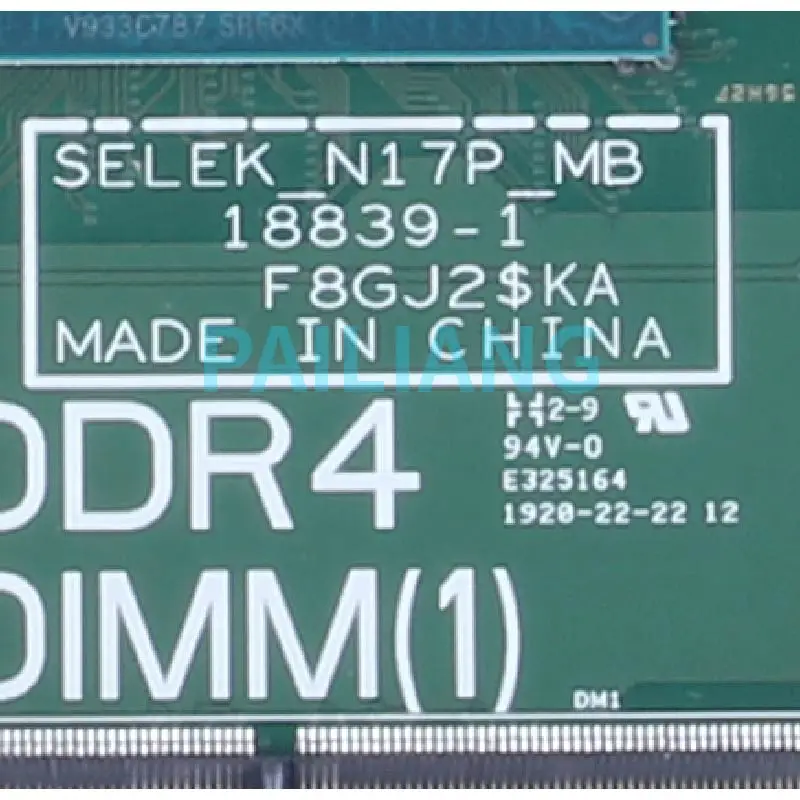 V933C787 SRF6X
SELEK_N17P_MB
18839-1
F8GJ2$KA
MADE IN CHINA
PAILIANG
DDR4
2-9
94V-0
E325164
1920-22-22 12
DIMM(1)
DM1